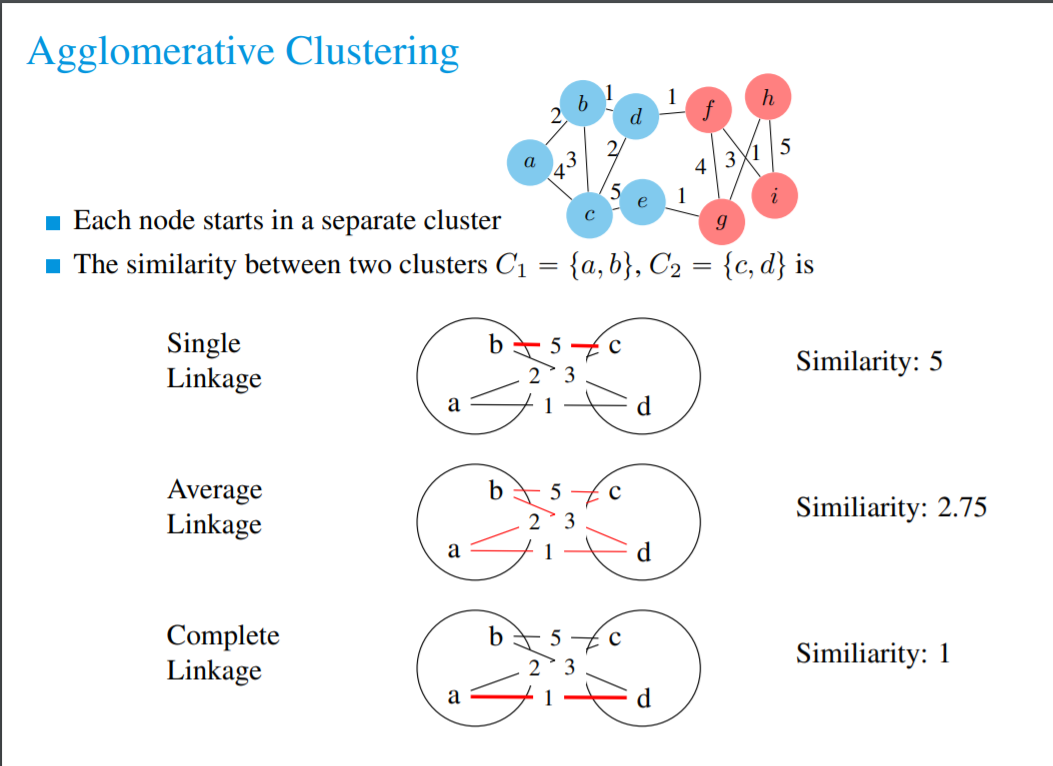 Agglomerative Clustering
b 1 d 1 f h
2 a 4 3 2 4 3 1 5
5 e 1 i
c g
Each node starts in a separate cluster
The similarity between two clusters C₁ = {a, b}, C₂ = {c, d} is
Single
Linkage
b 5 c
2 3
a 1 d
Similarity: 5
Average
Linkage
b 5 c
2 3
a 1 d
Similiarity: 2.75
Complete
Linkage
b 5 c
2 3
a 1 d
Similiarity: 1